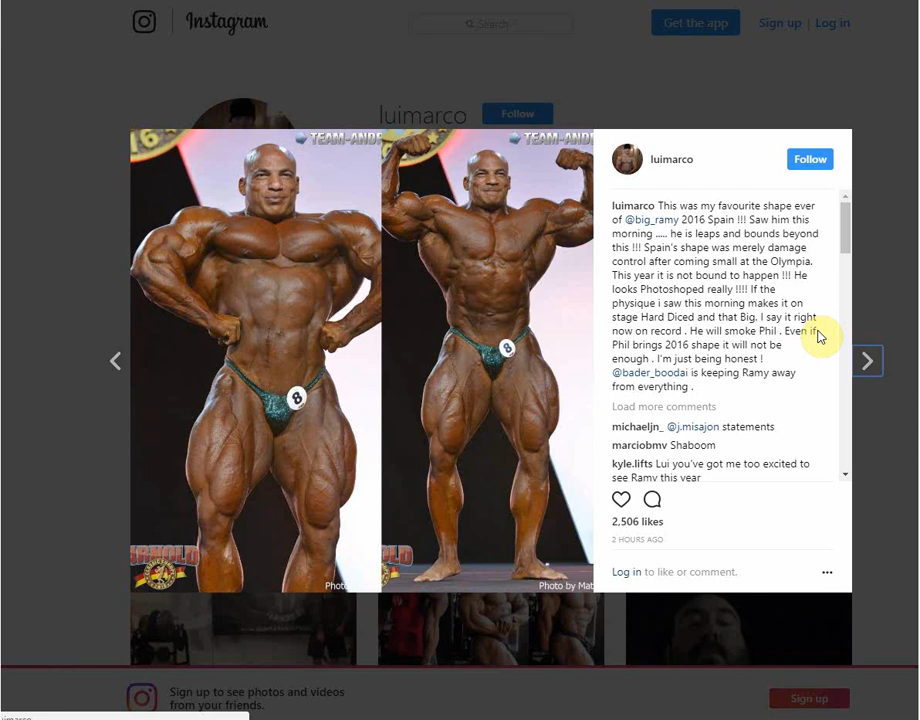 Instagram
Search
Get the app
Sign up | Log in
luimarco
Follow
16
TEAM-ANDR
TEAM-ANDR
8
8
ARNOLD
CLASSIC
OLD
Photo
Photo by Mat
luimarco
Follow
luimarco This was my favourite shape ever
of @big_ramy 2016 Spain !!! Saw him this
morning ..... he is leaps and bounds beyond
this !!! Spain's shape was merely damage
control after coming small at the Olympia.
This year it is not bound to happen !!! He
looks Photoshoped really !!!! If the
physique i saw this morning makes it on
stage Hard Diced and that Big. I say it right
now on record . He will smoke Phil . Even if
Phil brings 2016 shape it will not be
enough . I'm just being honest !
@bader_boodai is keeping Ramy away
from everything .
Load more comments
michaeljn_ @j.misajon statements
marciobmv Shaboom
kyle.lifts Lui you've got me too excited to
see Ramy this year
2,506 likes
2 HOURS AGO
Log in to like or comment.
Sign up to see photos and videos
from your friends.
Sign up